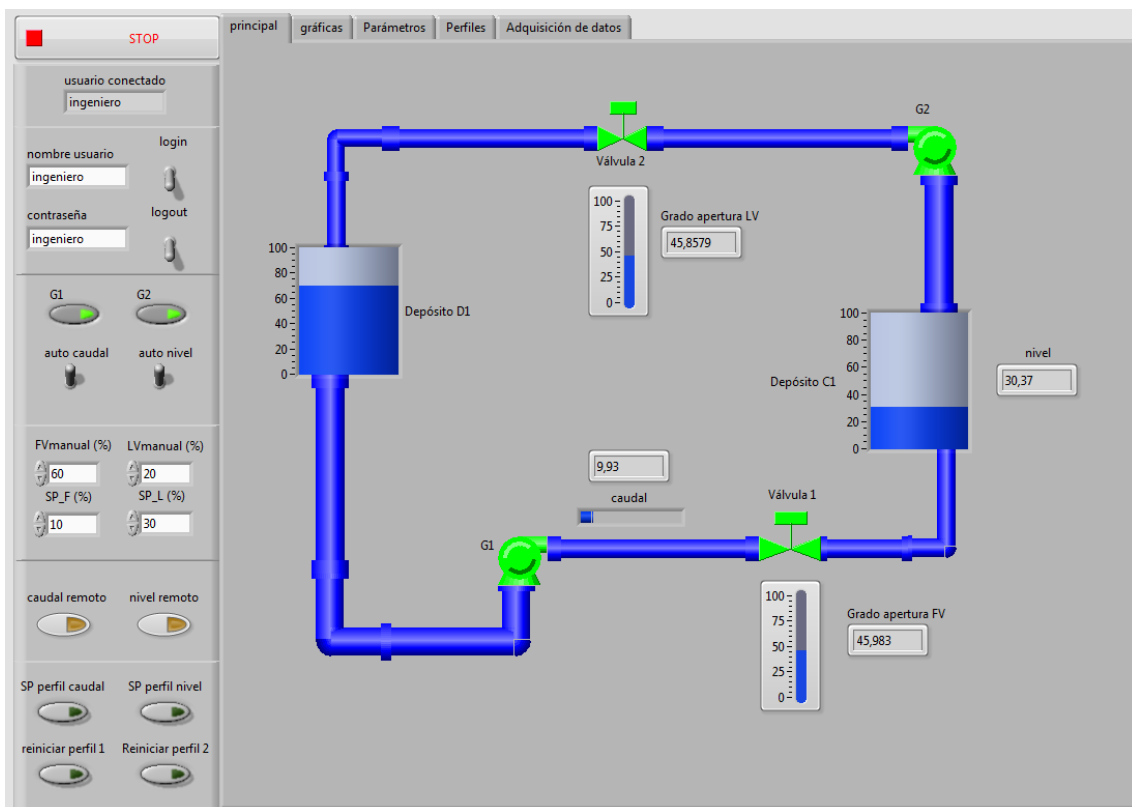 STOP
usuario conectado
ingeniero
nombre usuario
ingeniero
login
contraseña
ingeniero
logout
G1 G2
auto caudal auto nivel
FVmanual (%) LVmanual (%)
60 20
SP_F (%) SP_L (%)
10 30
caudal remoto nivel remoto
SP perfil caudal SP perfil nivel
reiniciar perfil 1 Reiniciar perfil 2
principal gráficas Parámetros Perfiles Adquisición de datos
G2
Válvula 2
100
75
50
25
0
Grado apertura LV
45,8579
100
80
60
40
20
0
Depósito D1
100
80
60
40
20
0
Depósito C1
nivel
30,37
9,93
caudal
G1
Válvula 1
100
75
50
25
0
Grado apertura FV
45,983